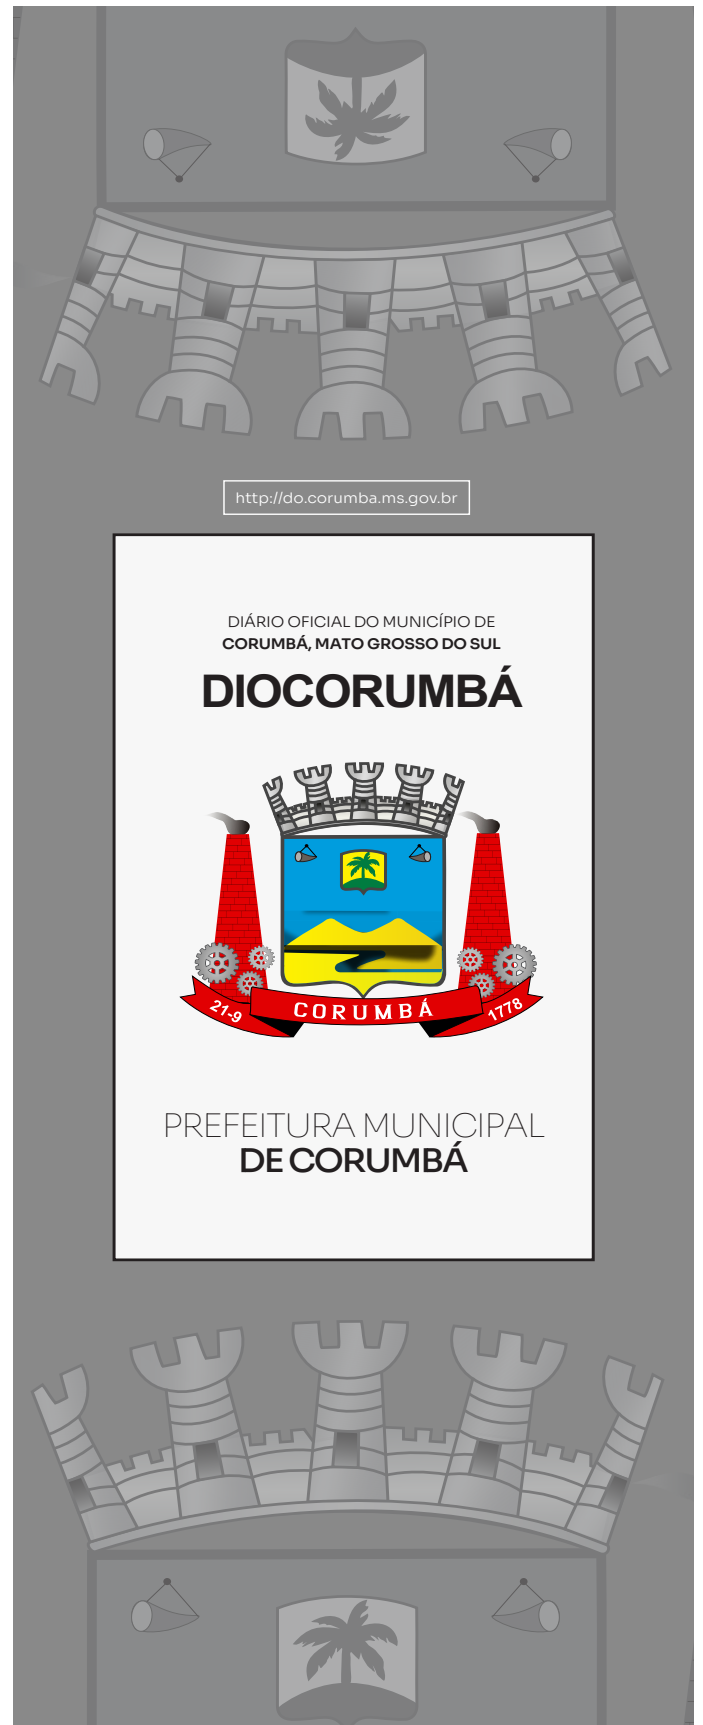 http://do.corumba.ms.gov.br
DIÁRIO OFICIAL DO MUNICÍPIO DE
CORUMBÁ, MATO GROSSO DO SUL
DIOCORUMBÁ
21-9
CORUMBÁ
1778
PREFEITURA MUNICIPAL
DE CORUMBÁ